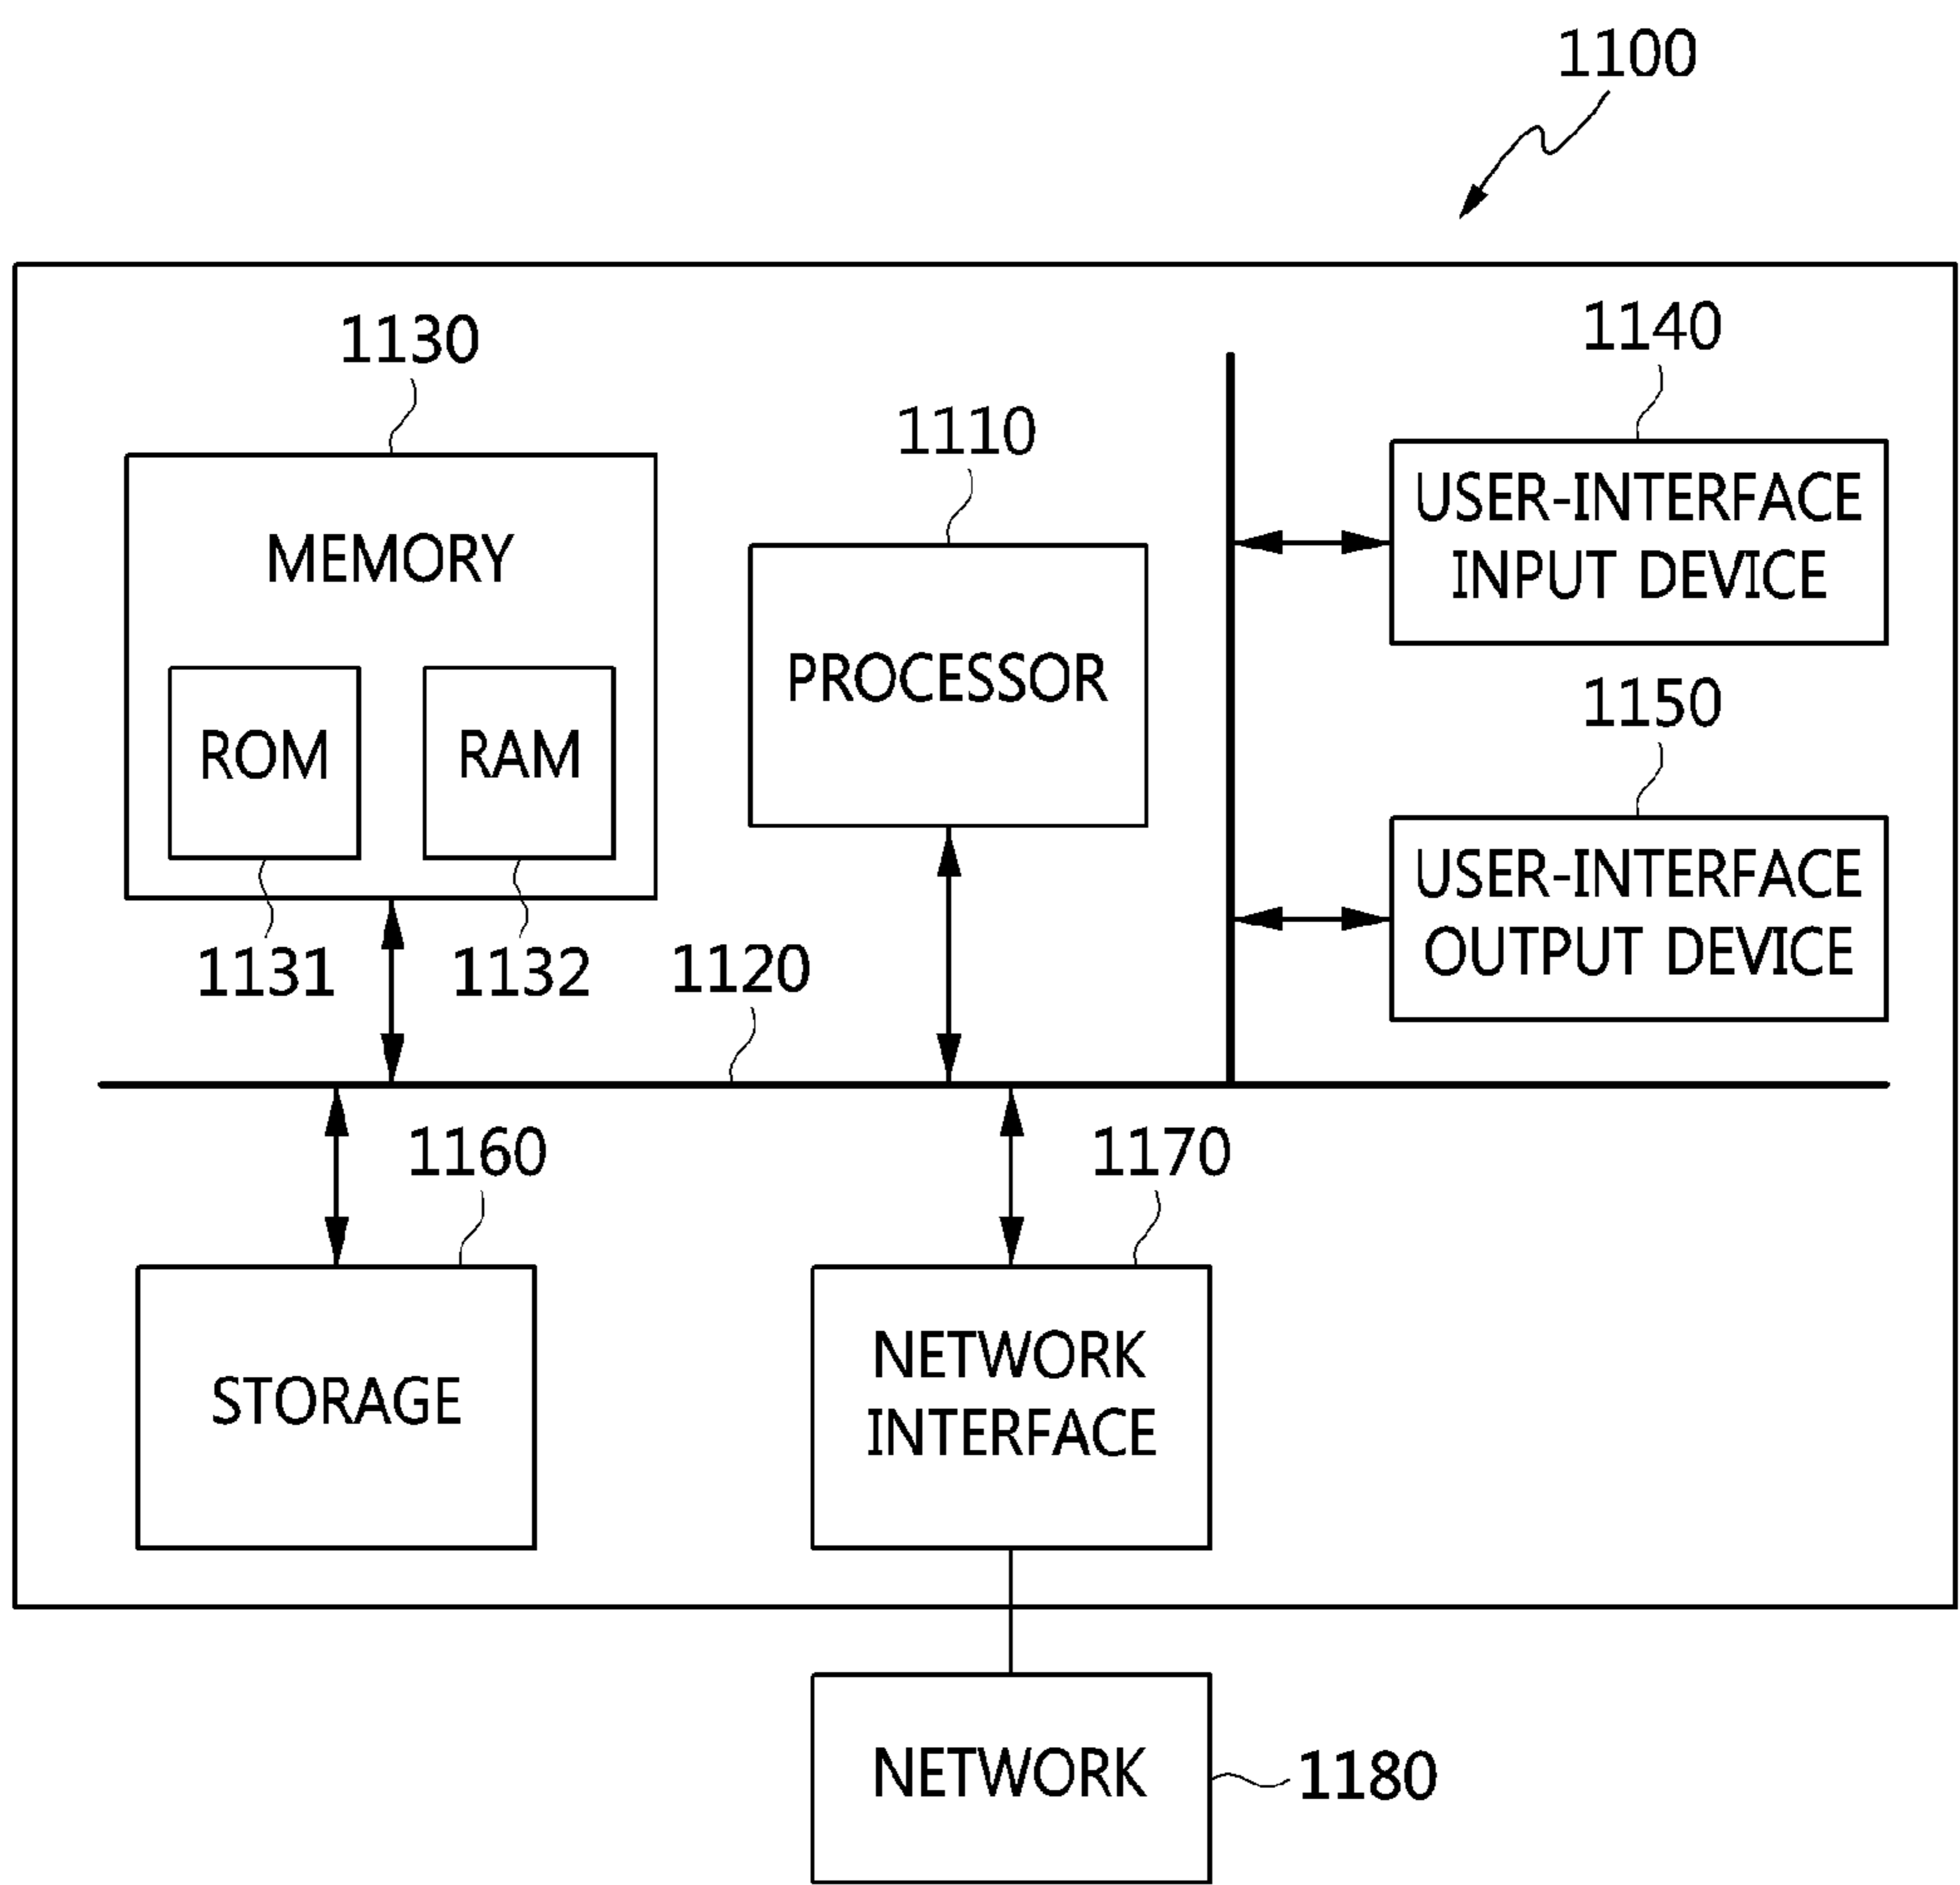 1100
1130
1140
1110
MEMORY
USER-INTERFACE
INPUT DEVICE
PROCESSOR
ROM
RAM
1150
USER-INTERFACE
OUTPUT DEVICE
1131
1132
1120
1160
1170
STORAGE
NETWORK
INTERFACE
NETWORK
1180